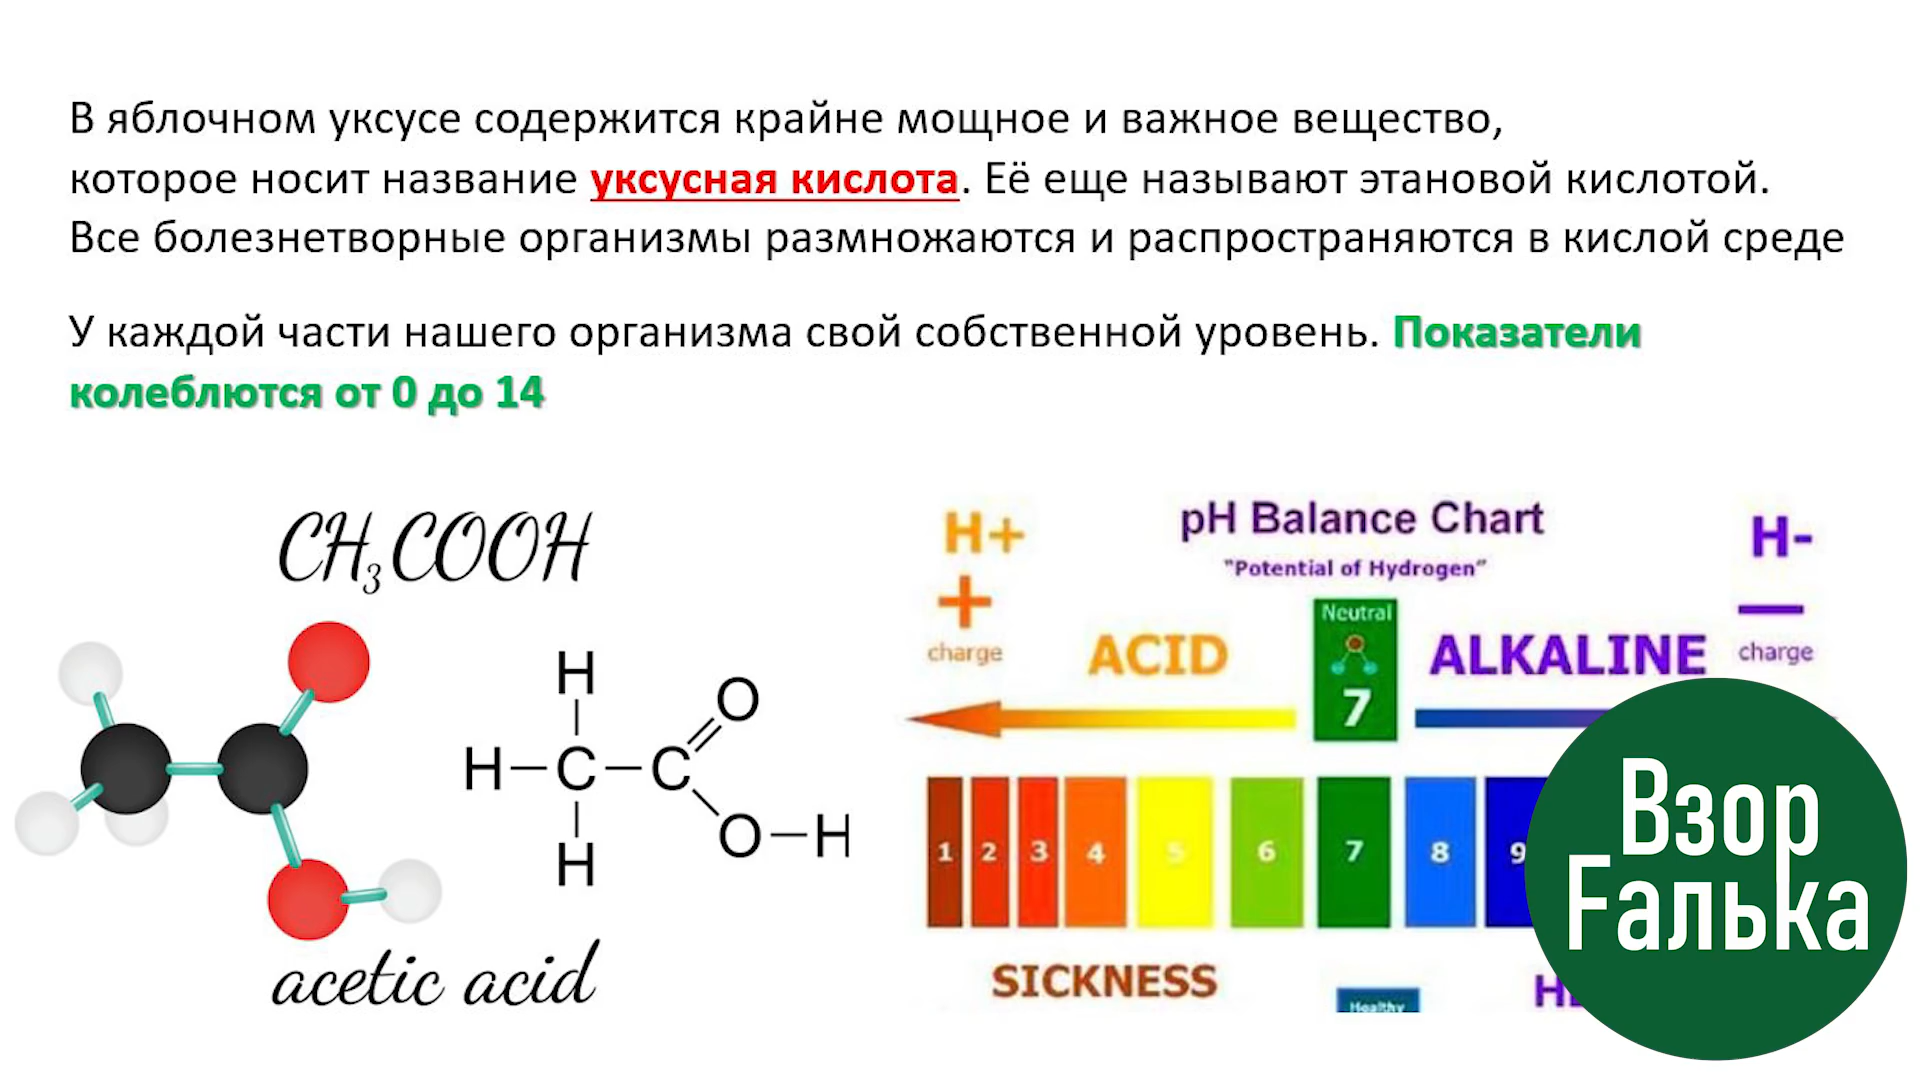 В яблочном уксусе содержится крайне мощное и важное вещество,
которое носит название уксусная кислота. Её еще называют этановой кислотой.
Все болезнетворные организмы размножаются и распространяются в кислой среде
У каждой части нашего организма свой собственной уровень. Показатели
колеблются от 0 до 14
CH₃COOH
H
O
H C C
O H
H
acetic acid
pH Balance Chart
"Potential of Hydrogen"
H+
+
charge
ACID
Neutral
7
ALKALINE
H-
—
charge
1 2 3 4 5 6 7 8 9
SICKNESS
Healthy
Взор
Fалька